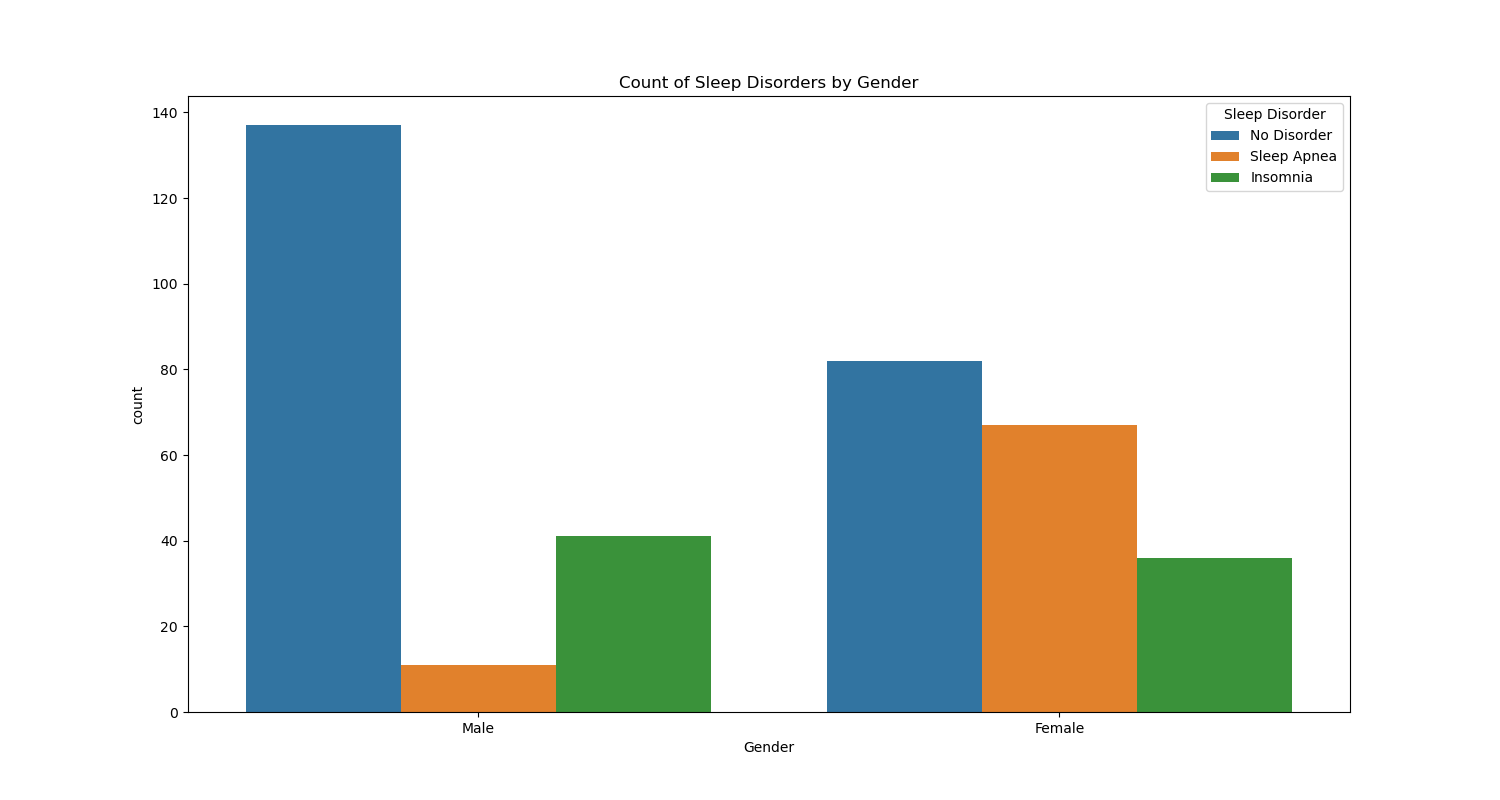 Count of Sleep Disorders by Gender
140
120
100
80
60
40
20
0
count
Sleep Disorder
No Disorder
Sleep Apnea
Insomnia
Male
Female
Gender